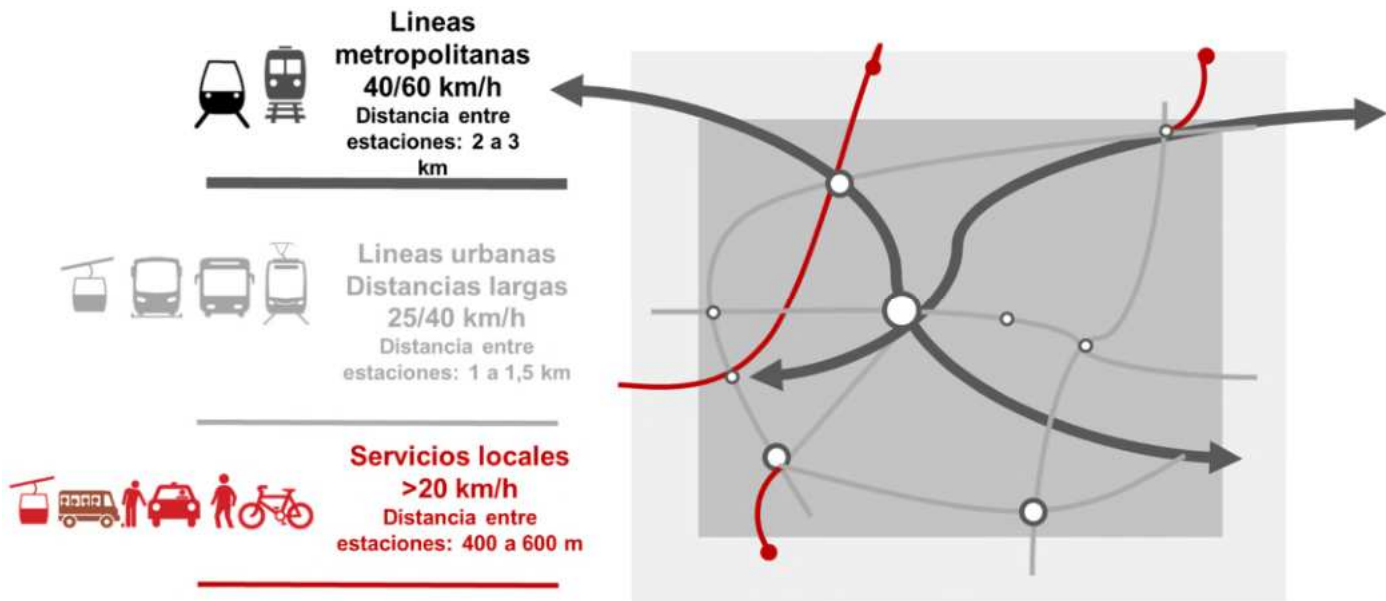 Lineas
metropolitanas
40/60 km/h
Distancia entre
estaciones: 2 a 3
km
Lineas urbanas
Distancias largas
25/40 km/h
Distancia entre
estaciones: 1 a 1,5 km
Servicios locales
>20 km/h
Distancia entre
estaciones: 400 a 600 m